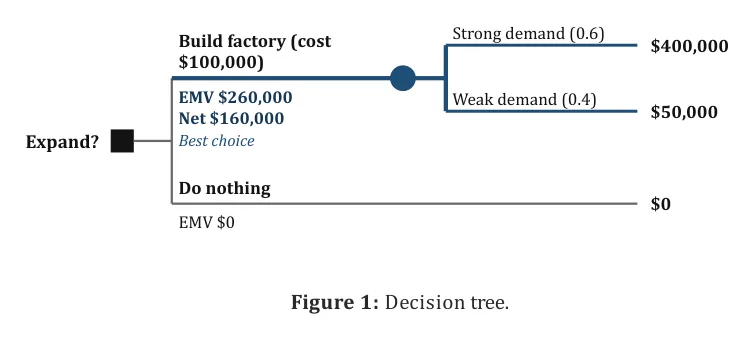 Build factory (cost
$100,000)
Strong demand (0.6)
$400,000
EMV $260,000
Net $160,000
Best choice
Weak demand (0.4)
$50,000
Expand?
Do nothing
$0
EMV $0
Figure 1: Decision tree.